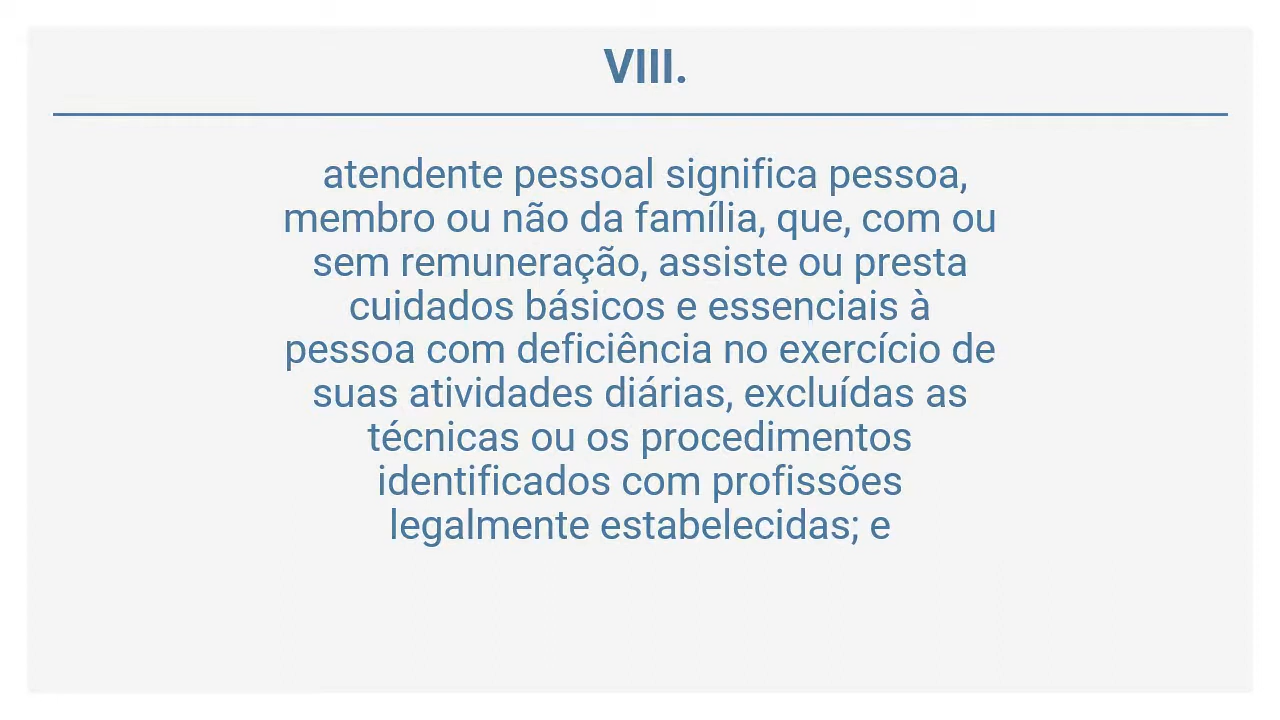 VIII.
atendente pessoal significa pessoa,
membro ou não da família, que, com ou
sem remuneração, assiste ou presta
cuidados básicos e essenciais à
pessoa com deficiência no exercício de
suas atividades diárias, excluídas as
técnicas ou os procedimentos
identificados com profissões
legalmente estabelecidas; e